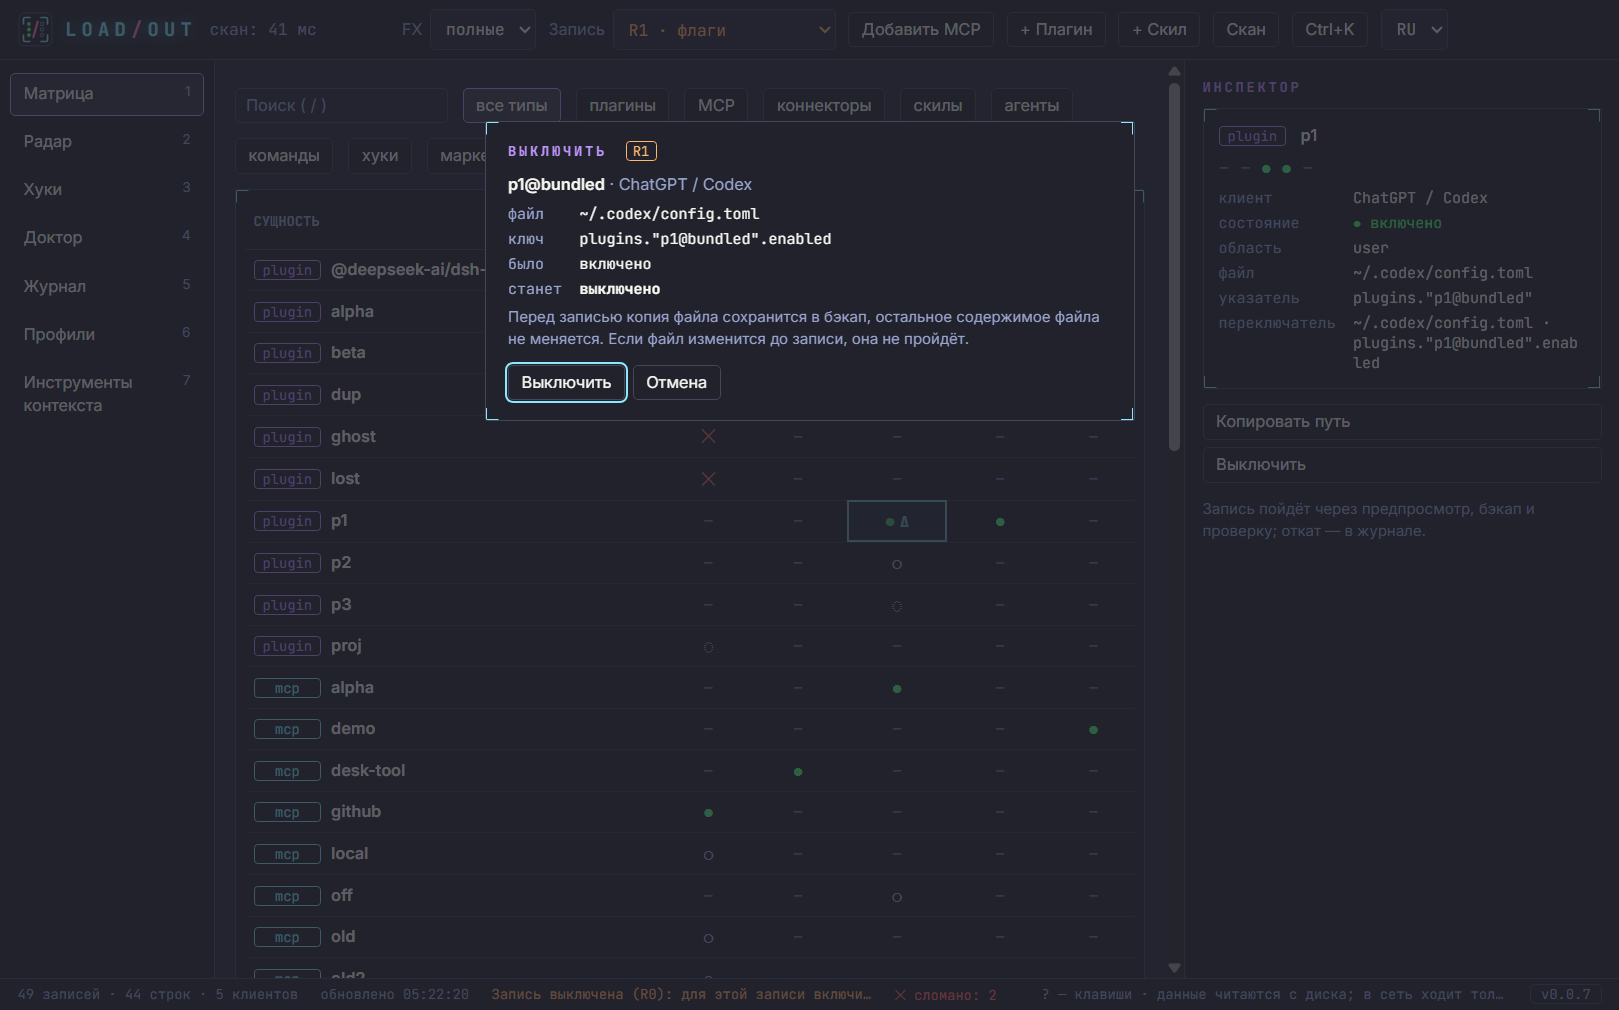 LOAD/OUT скан: 41 мс FX полные Запись R1 · флаги Добавить MCP + Плагин + Скил Скан Ctrl+K RU
Матрица 1
Радар 2
Хуки 3
Доктор 4
Журнал 5
Профили 6
Инструменты контекста 7
Поиск ( / ) все типы плагины MCP коннекторы скилы агенты
команды хуки
СУЩНОСТЬ
plugin @deepseek-ai/dsh-
plugin alpha
plugin beta
plugin dup
plugin ghost
plugin lost
plugin p1 Δ
plugin p2
plugin p3
plugin proj
mcp alpha
mcp demo
mcp desk-tool
mcp github
mcp local
mcp off
mcp old
mcp old2
ВЫКЛЮЧИТЬ R1
p1@bundled · ChatGPT / Codex
файл ~/.codex/config.toml
ключ plugins."p1@bundled".enabled
было включено
станет выключено
Перед записью копия файла сохранится в бэкап, остальное содержимое файла
не меняется. Если файл изменится до записи, она не пройдёт.
Выключить Отмена
ИНСПЕКТОР
plugin p1
клиент ChatGPT / Codex
состояние включено
область user
файл ~/.codex/config.toml
указатель plugins."p1@bundled"
переключатель ~/.codex/config.toml ·
plugins."p1@bundled".enab
led
Копировать путь
Выключить
Запись пойдёт через предпросмотр, бэкап и
проверку; откат — в журнале.
49 записей · 44 строк · 5 клиентов обновлено 05:22:20 Запись выключена (R0): для этой записи включи… сломано: 2 ? — клавиши · данные читаются с диска; в сеть ходит тол… v0.0.7